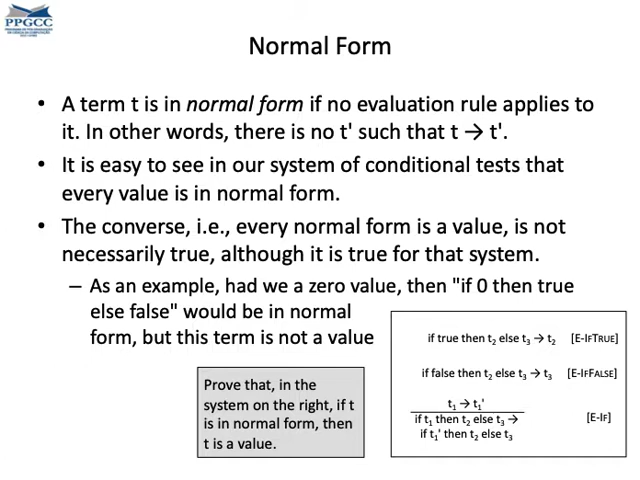 PPGCC
Normal Form
• A term t is in normal form if no evaluation rule applies to
it. In other words, there is no t' such that t → t'.
• It is easy to see in our system of conditional tests that
every value is in normal form.
• The converse, i.e., every normal form is a value, is not
necessarily true, although it is true for that system.
– As an example, had we a zero value, then "if 0 then true
else false" would be in normal
form, but this term is not a value
Prove that, in the
system on the right, if t
is in normal form, then
t is a value.
if true then t₂ else t₃ → t₂ [E-IFTRUE]
if false then t₂ else t₃ → t₃ [E-IFFALSE]
t₁ → t₁'
if t₁ then t₂ else t₃ → [E-IF]
if t₁' then t₂ else t₃